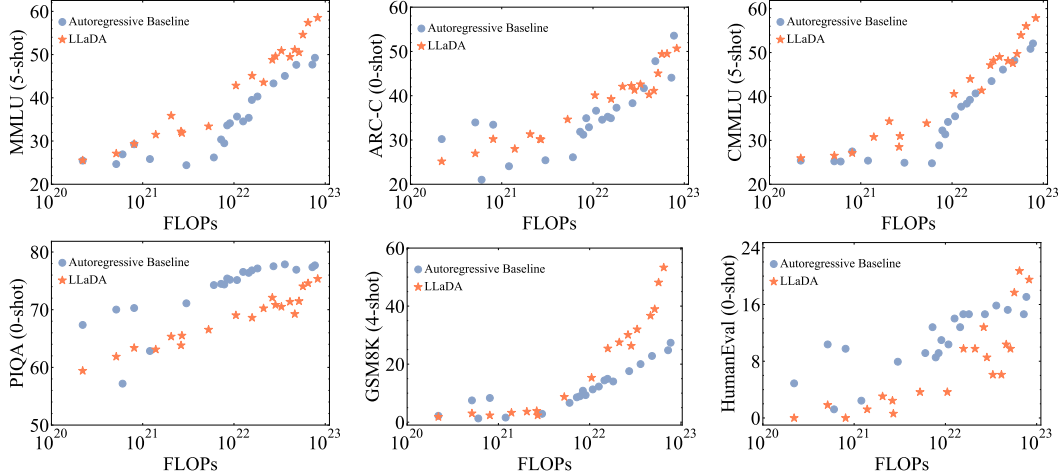 MMLU (5-shot)
60
50
40
30
20
Autoregressive Baseline
LLaDA
10^20
10^21
10^22
10^23
FLOPs
ARC-C (0-shot)
60
50
40
30
20
Autoregressive Baseline
LLaDA
10^20
10^21
10^22
10^23
FLOPs
CMMLU (5-shot)
60
50
40
30
20
Autoregressive Baseline
LLaDA
10^20
10^21
10^22
10^23
FLOPs
PIQA (0-shot)
80
70
60
50
Autoregressive Baseline
LLaDA
10^20
10^21
10^22
10^23
FLOPs
GSM8K (4-shot)
60
40
20
0
Autoregressive Baseline
LLaDA
10^20
10^21
10^22
10^23
FLOPs
HumanEval (0-shot)
24
16
8
0
Autoregressive Baseline
LLaDA
10^20
10^21
10^22
10^23
FLOPs